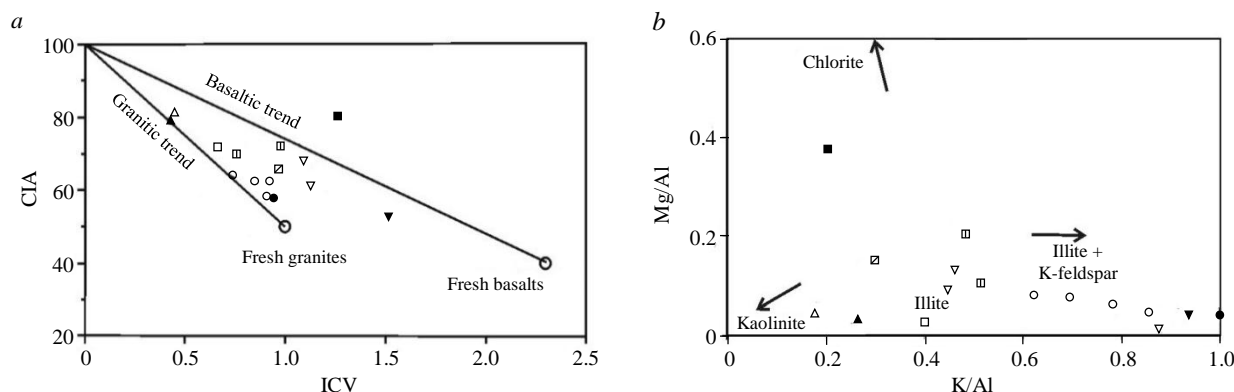 a
100
80
60
40
20
CIA
0
0.5
1.0
1.5
2.0
2.5
ICV
Granitic trend
Basaltic trend
Fresh granites
Fresh basalts
b
0.6
0.4
0.2
0
Mg/Al
0
0.2
0.4
0.6
0.8
1.0
K/Al
Chlorite
Kaolinite
Illite
Illite +
K-feldspar